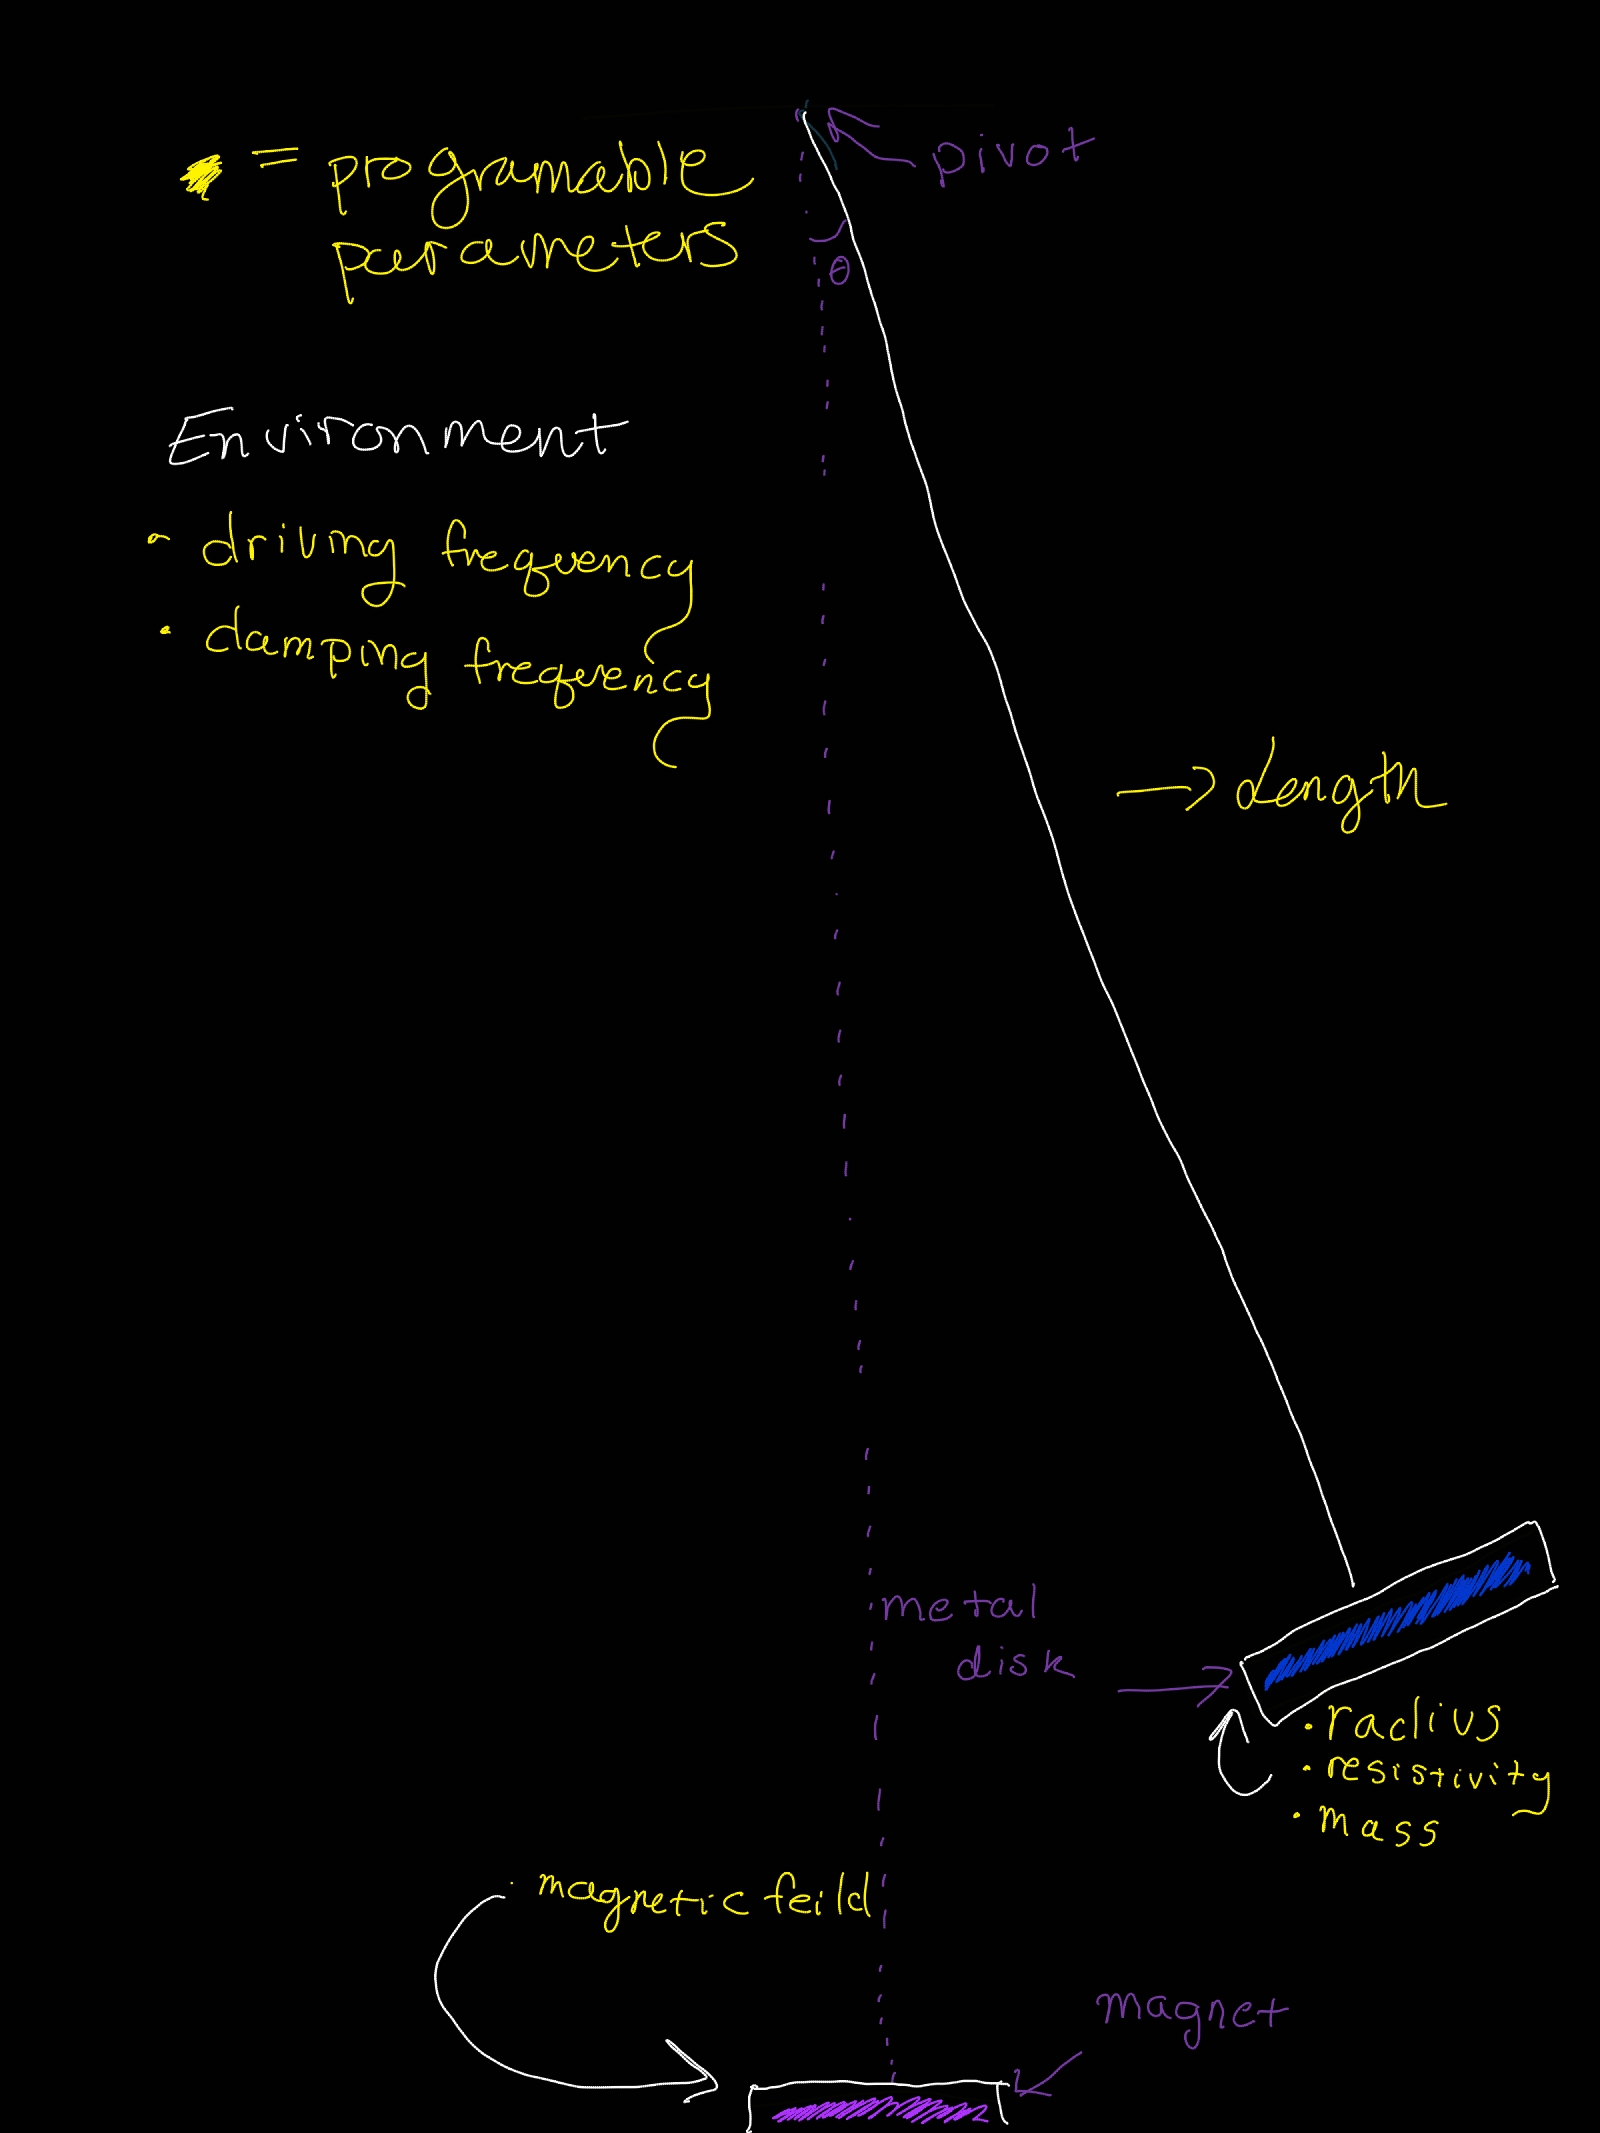 = programable
parameters
pivot
θ
Environment
• driving frequency
• damping frequency
→ Length
metal
disk
• radius
• resistivity
• mass
• magnetic feild
magnet